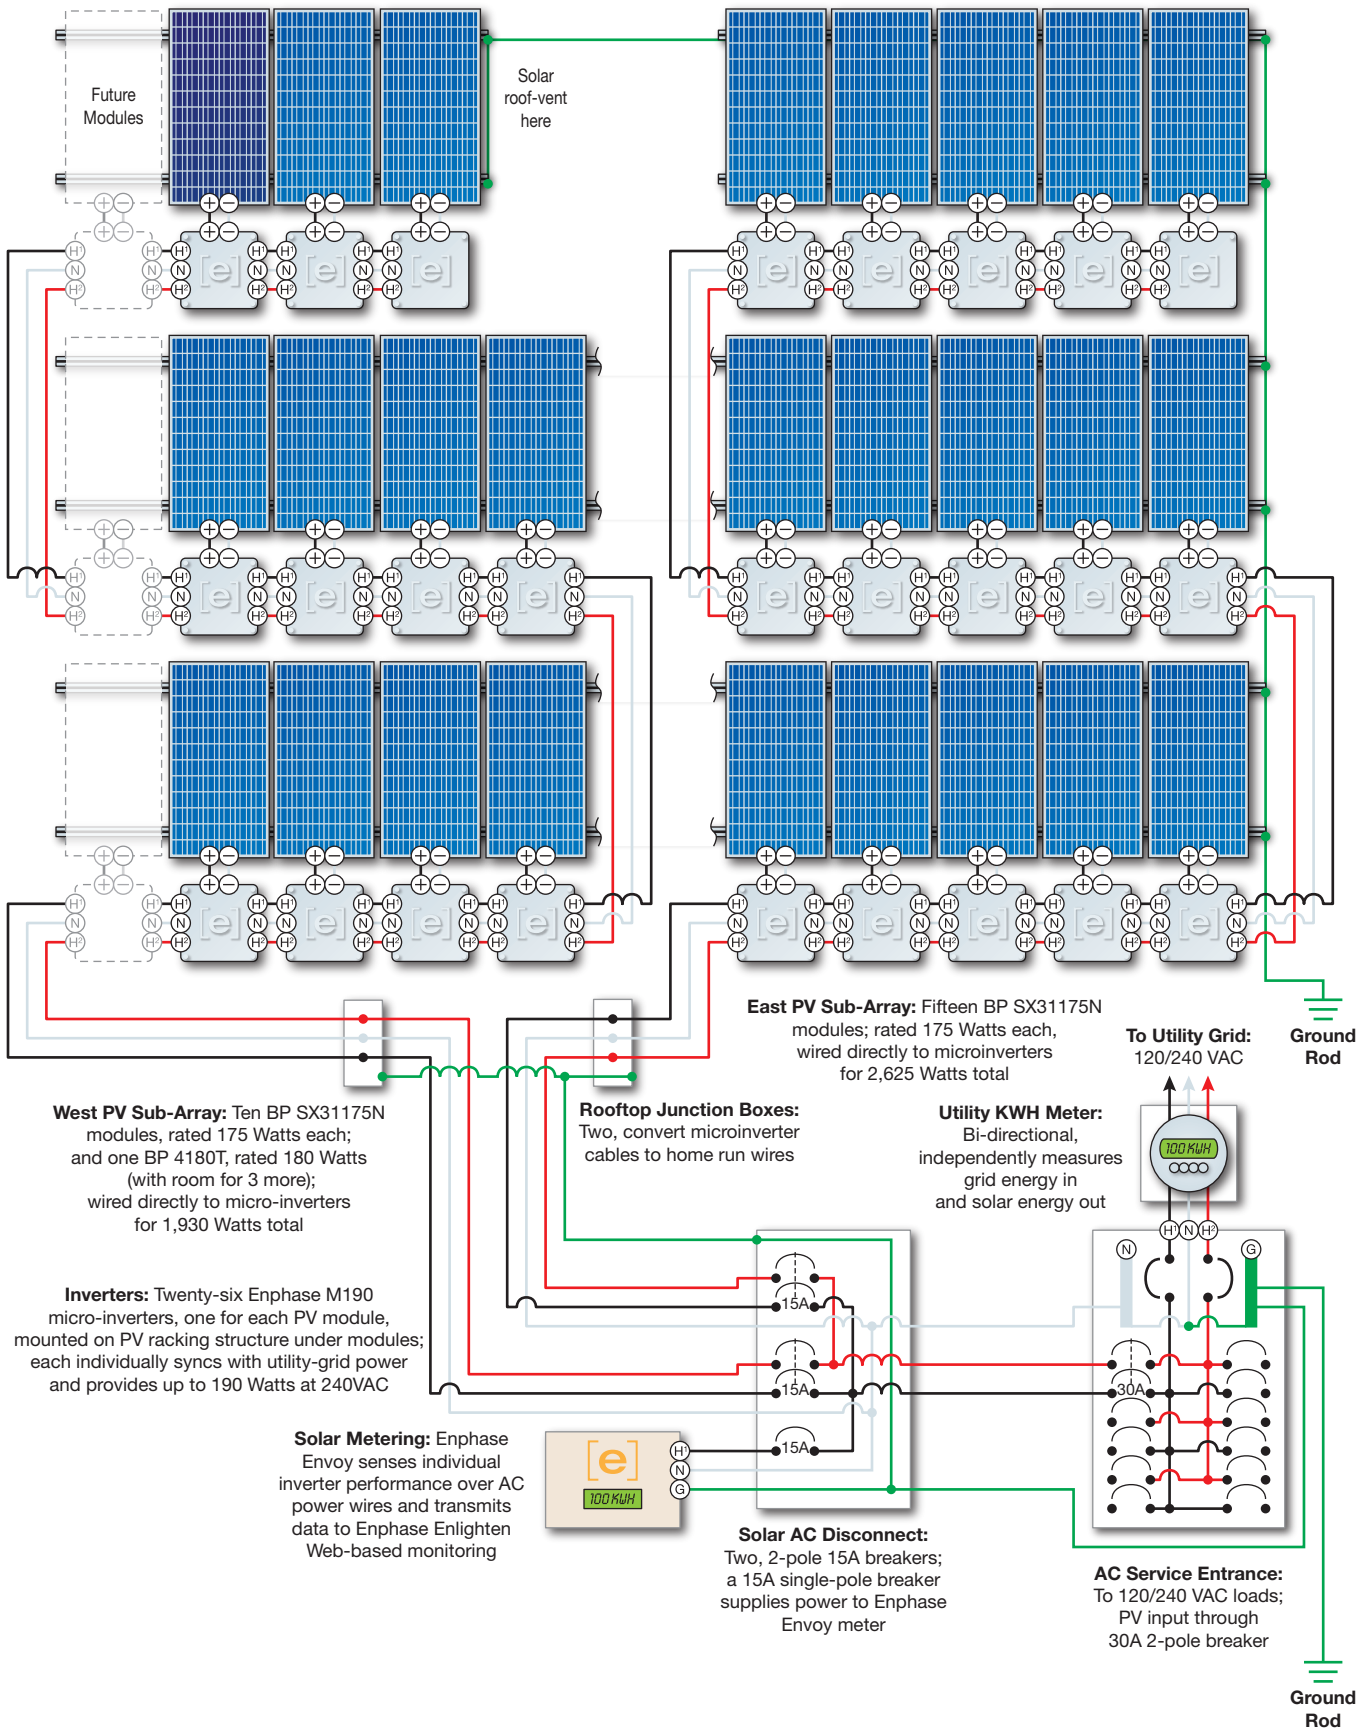 Future
Modules
Solar
roof-vent
here
East PV Sub-Array: Fifteen BP SX31175N
modules; rated 175 Watts each,
wired directly to microinverters
for 2,625 Watts total
Ground
Rod
To Utility Grid:
120/240 VAC
West PV Sub-Array: Ten BP SX31175N
modules, rated 175 Watts each;
and one BP 4180T, rated 180 Watts
(with room for 3 more);
wired directly to micro-inverters
for 1,930 Watts total
Rooftop Junction Boxes:
Two, convert microinverter
cables to home run wires
Utility KWH Meter:
Bi-directional,
independently measures
grid energy in
and solar energy out
100 KWH
H¹ N H²
N
G
Inverters: Twenty-six Enphase M190
micro-inverters, one for each PV module,
mounted on PV racking structure under modules;
each individually syncs with utility-grid power
and provides up to 190 Watts at 240VAC
15A
15A
15A
30A
Solar Metering: Enphase
Envoy senses individual
inverter performance over AC
power wires and transmits
data to Enphase Enlighten
Web-based monitoring
[e]
100 KWH
H¹
N
G
Solar AC Disconnect:
Two, 2-pole 15A breakers;
a 15A single-pole breaker
supplies power to Enphase
Envoy meter
AC Service Entrance:
To 120/240 VAC loads;
PV input through
30A 2-pole breaker
Ground
Rod